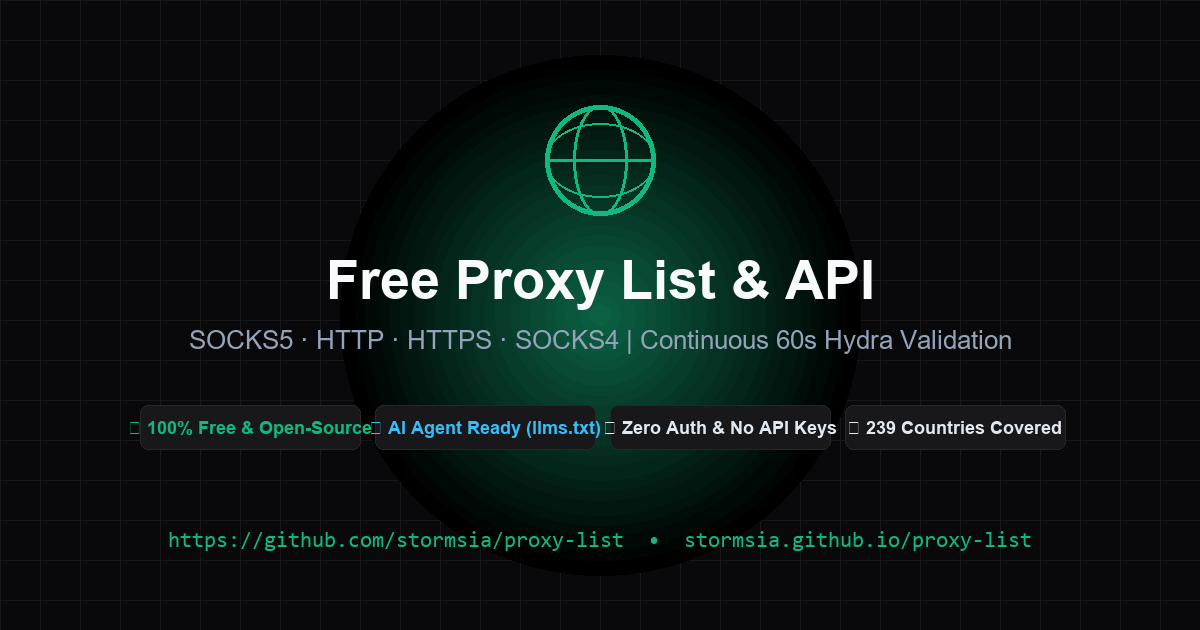 Free Proxy List & API
SOCKS5 · HTTP · HTTPS · SOCKS4 | Continuous 60s Hydra Validation
100% Free & Open-Source
AI Agent Ready (llms.txt)
Zero Auth & No API Keys
239 Countries Covered
https://github.com/stormsia/proxy-list • stormsia.github.io/proxy-list